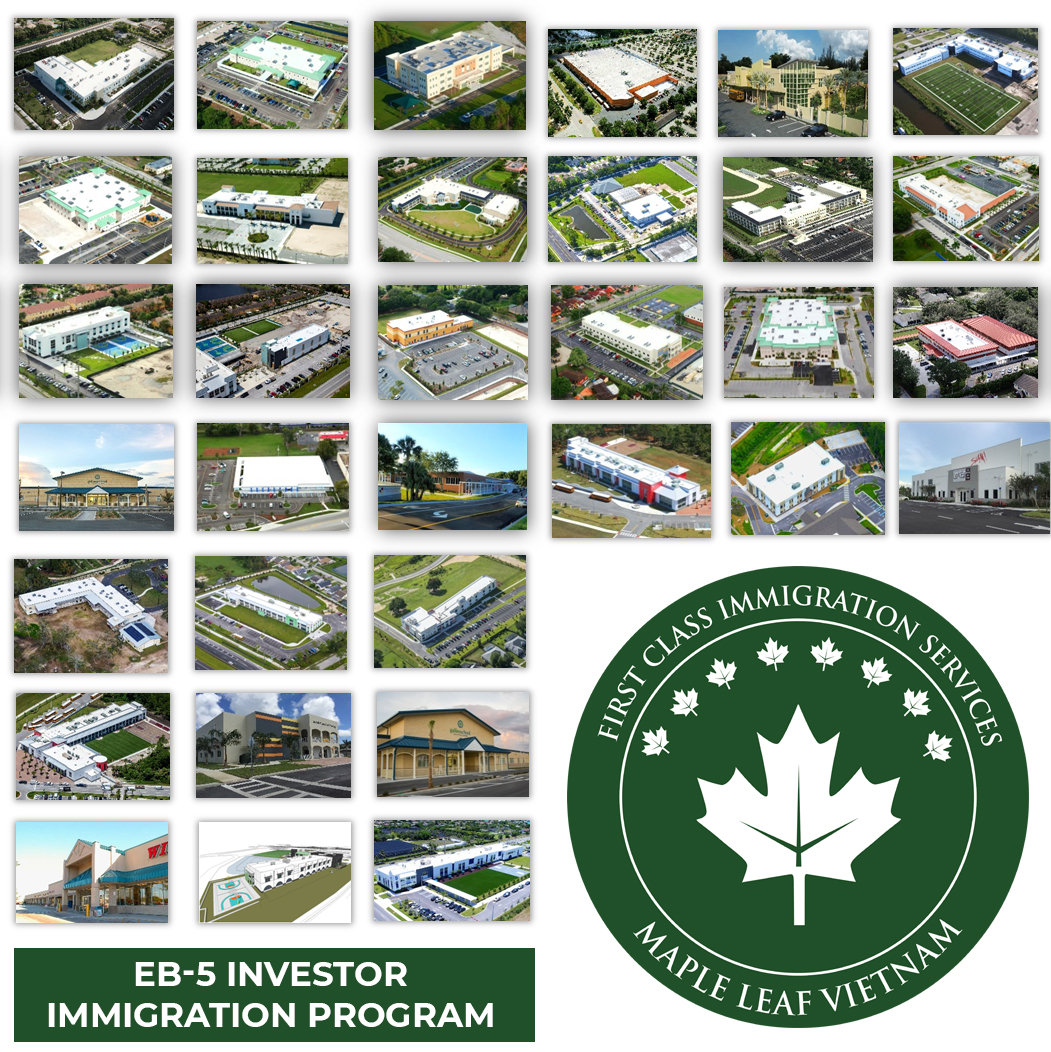 FIRST CLASS IMMIGRATION SERVICES
MAPLE LEAF VIETNAM
EB-5 INVESTOR
IMMIGRATION PROGRAM